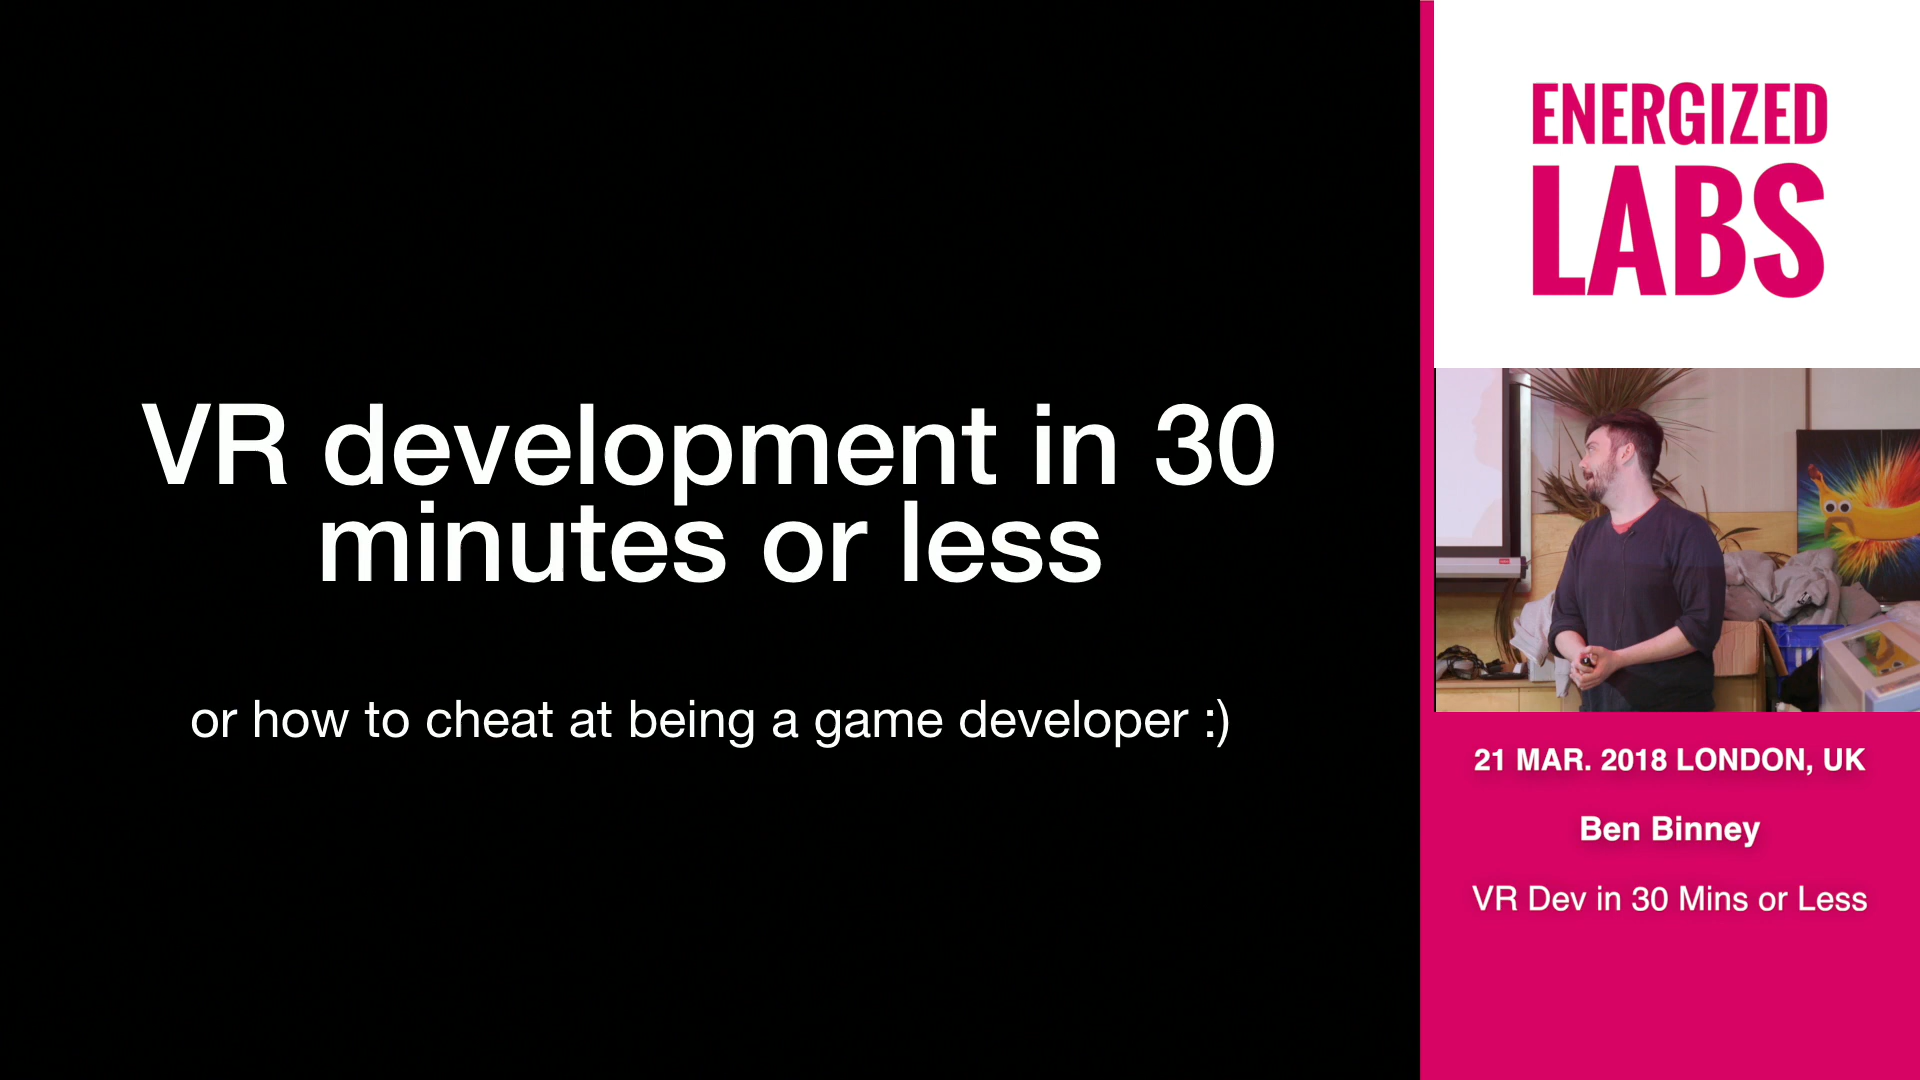 VR development in 30
minutes or less
or how to cheat at being a game developer :)
ENERGIZED
LABS
21 MAR. 2018 LONDON, UK
Ben Binney
VR Dev in 30 Mins or Less